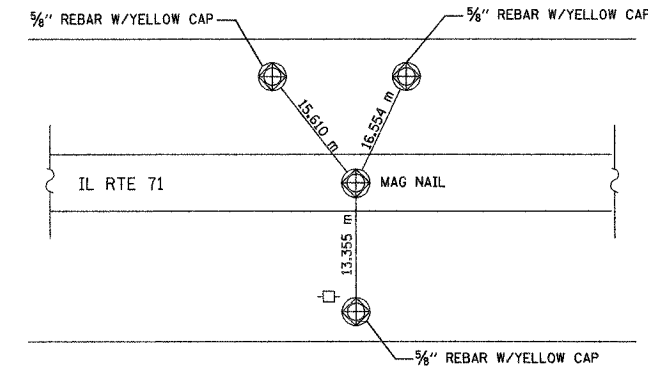 ⅝" REBAR W/YELLOW CAP
⅝" REBAR W/YELLOW CAP
15.610 m
16.554 m
IL RTE 71
MAG NAIL
13.355 m
⅝" REBAR W/YELLOW CAP